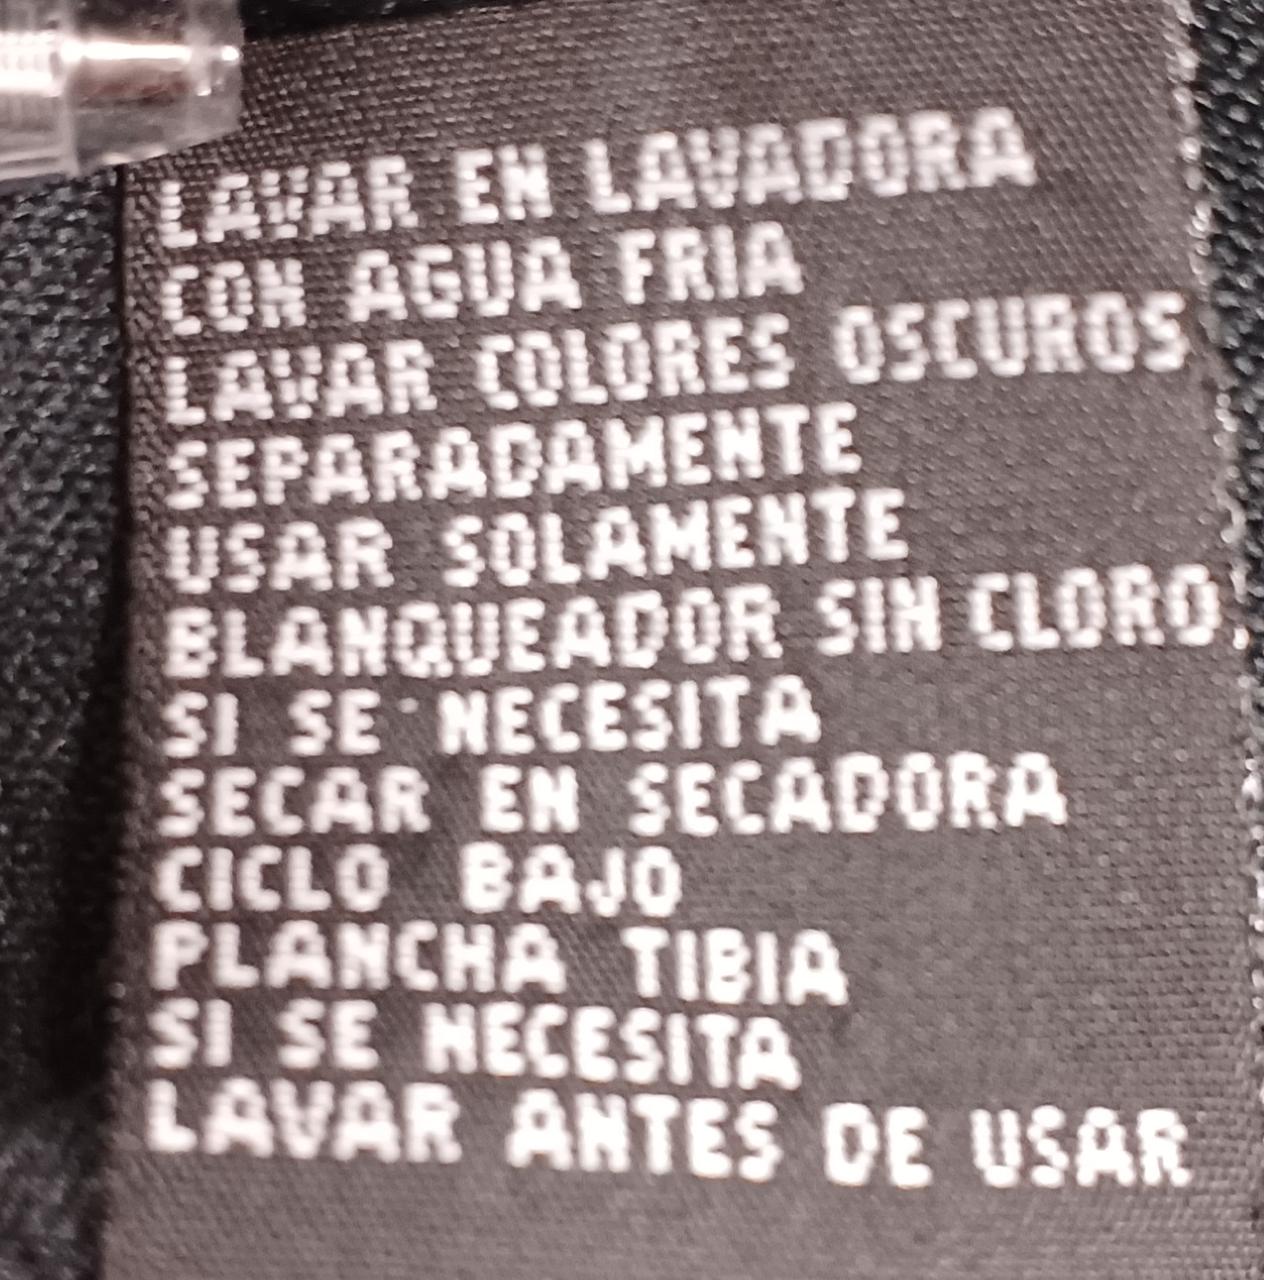 LAVAR EN LAVADORA
CON AGUA FRIA
LAVAR COLORES OSCUROS
SEPARADAMENTE
USAR SOLAMENTE
BLANQUEADOR SIN CLORO,
SI SE NECESITA
SECAR EN SECADORA
CICLO BAJO
PLANCHA TIBIA
SI SE NECESITA
LAVAR ANTES DE USAR